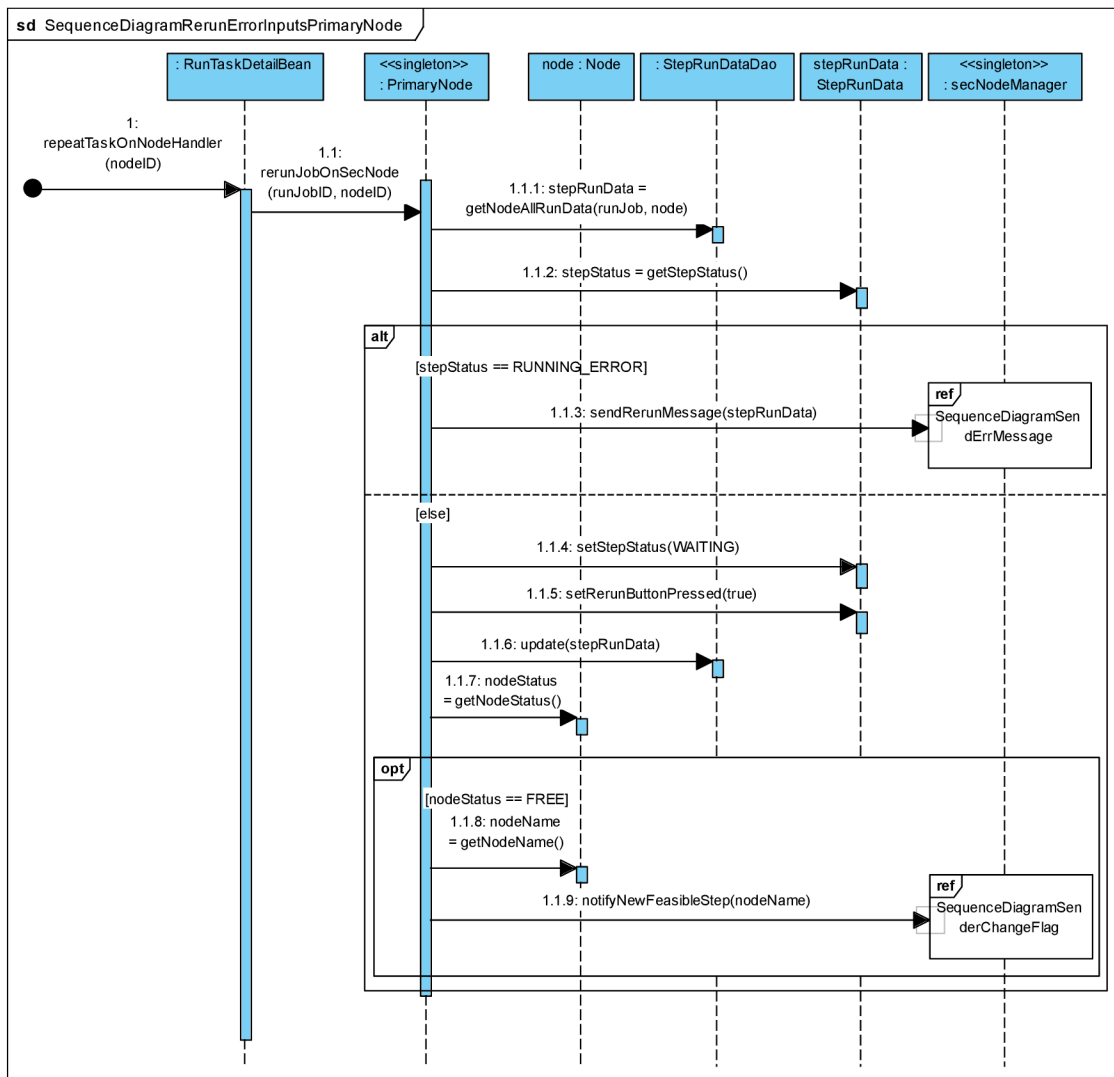 sd SequenceDiagramRerunErrorInputsPrimaryNode
: RunTaskDetailBean
<<singleton>>
: PrimaryNode
node : Node
: StepRunDataDao
stepRunData :
StepRunData
<<singleton>>
: secNodeManager
1:
repeatTaskOnNodeHandler
(nodeID)
1.1:
rerunJobOnSecNode
(runJobID, nodeID)
1.1.1: stepRunData =
getNodeAllRunData(runJob, node)
1.1.2: stepStatus = getStepStatus()
alt
[stepStatus == RUNNING_ERROR]
ref
SequenceDiagramSen
dErrMessage
1.1.3: sendRerunMessage(stepRunData)
[else]
1.1.4: setStepStatus(WAITING)
1.1.5: setRerunButtonPressed(true)
1.1.6: update(stepRunData)
1.1.7: nodeStatus
= getNodeStatus()
opt
[nodeStatus == FREE]
1.1.8: nodeName
= getNodeName()
ref
SequenceDiagramSen
derChangeFlag
1.1.9: notifyNewFeasibleStep(nodeName)